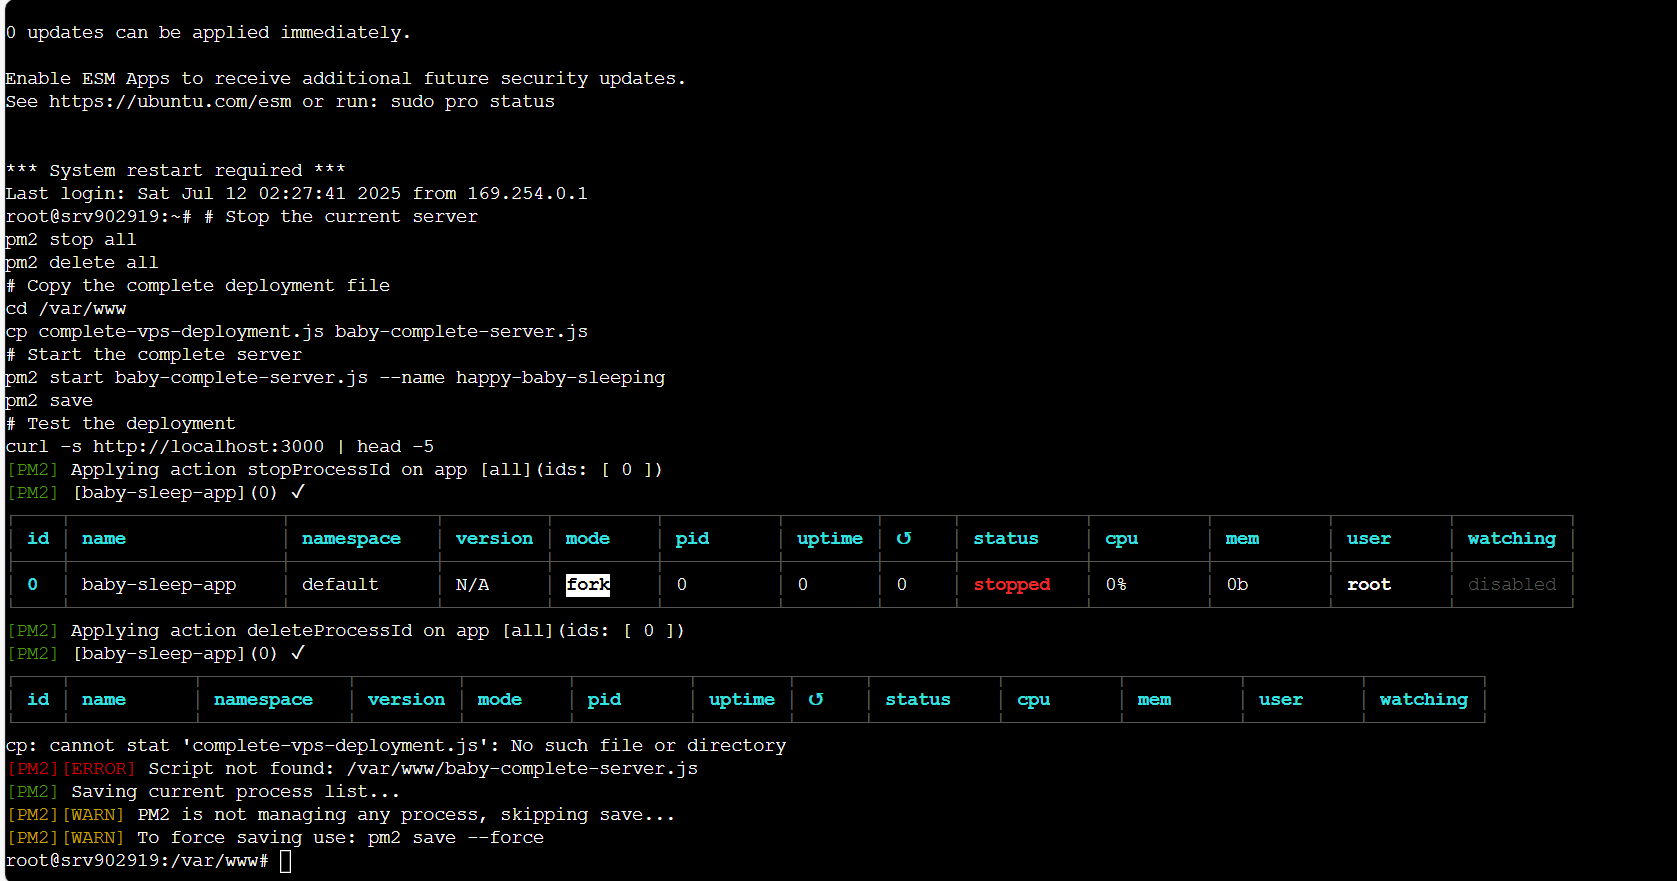 0 updates can be applied immediately.
Enable ESM Apps to receive additional future security updates.
See https://ubuntu.com/esm or run: sudo pro status
*** System restart required ***
Last login: Sat Jul 12 02:27:41 2025 from 169.254.0.1
root@srv902919:~# # Stop the current server
pm2 stop all
pm2 delete all
# Copy the complete deployment file
cd /var/www
cp complete-vps-deployment.js baby-complete-server.js
# Start the complete server
pm2 start baby-complete-server.js --name happy-baby-sleeping
pm2 save
# Test the deployment
curl -s http://localhost:3000 | head -5
[PM2] Applying action stopProcessId on app [all](ids: [ 0 ])
[PM2] [baby-sleep-app](0) ✓
│ id │ name │ namespace │ version │ mode │ pid │ uptime │ ↺ │ status │ cpu │ mem │ user │ watching │
│ 0 │ baby-sleep-app │ default │ N/A │ fork │ 0 │ 0 │ 0 │ stopped │ 0% │ 0b │ root │ disabled │
[PM2] Applying action deleteProcessId on app [all](ids: [ 0 ])
[PM2] [baby-sleep-app](0) ✓
│ id │ name │ namespace │ version │ mode │ pid │ uptime │ ↺ │ status │ cpu │ mem │ user │ watching │
cp: cannot stat 'complete-vps-deployment.js': No such file or directory
[PM2][ERROR] Script not found: /var/www/baby-complete-server.js
[PM2] Saving current process list...
[PM2][WARN] PM2 is not managing any process, skipping save...
[PM2][WARN] To force saving use: pm2 save --force
root@srv902919:/var/www#